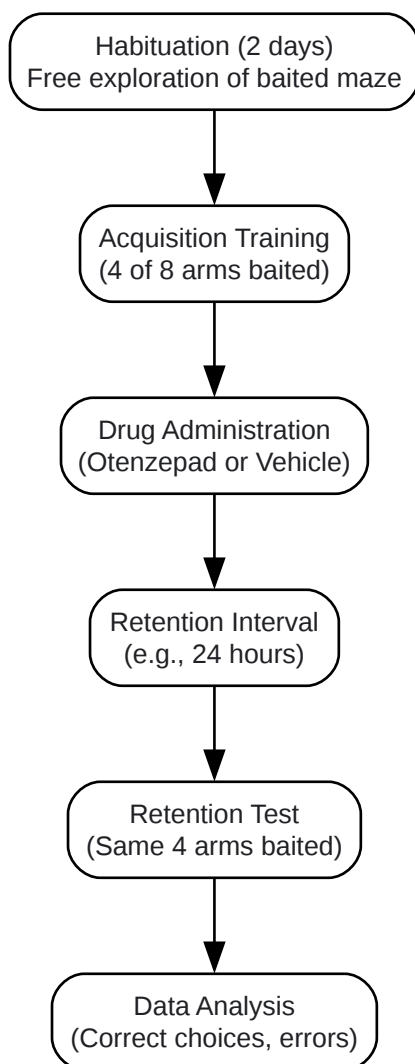 Habituation (2 days)
Free exploration of baited maze
Acquisition Training
(4 of 8 arms baited)
Drug Administration
(Otenzepad or Vehicle)
Retention Interval
(e.g., 24 hours)
Retention Test
(Same 4 arms baited)
Data Analysis
(Correct choices, errors)